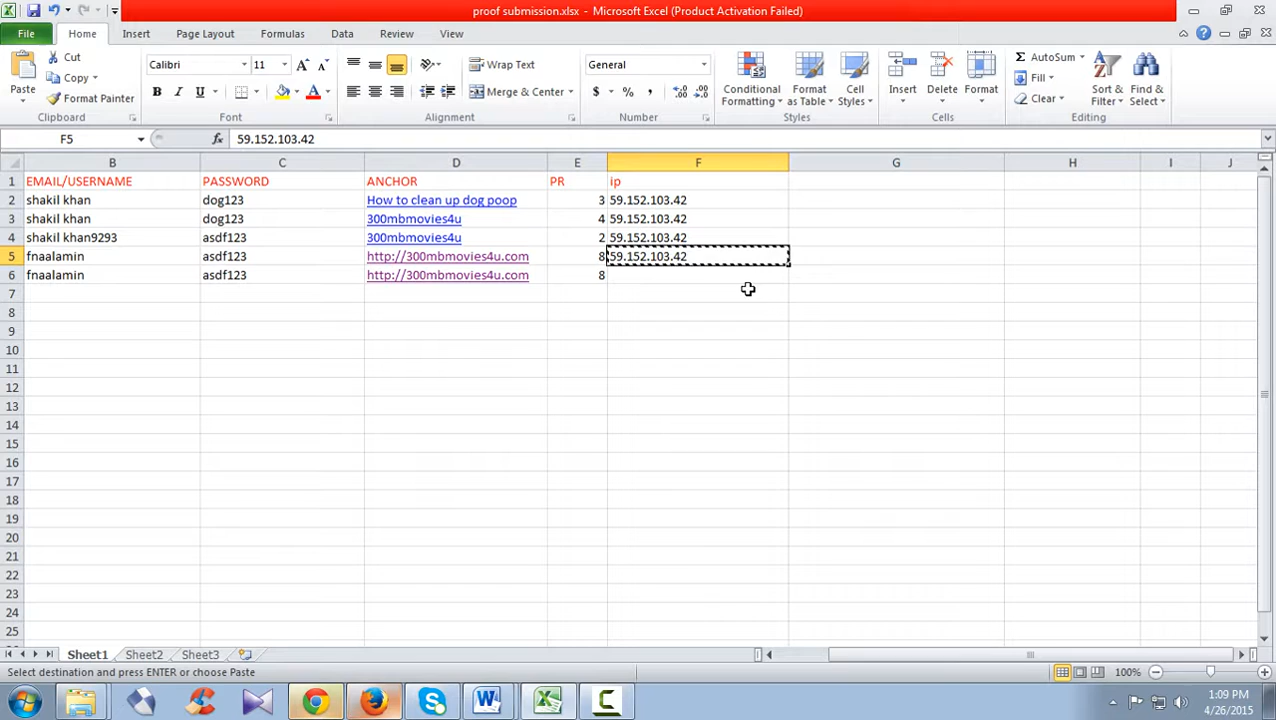 proof submission.xlsx - Microsoft Excel (Product Activation Failed)
File Home Insert Page Layout Formulas Data Review View
Cut
Copy
Format Painter
Paste
Clipboard
Calibri 11
Font
Wrap Text
Merge & Center
Alignment
General
Number
Conditional Formatting
Format as Table
Cell Styles
Styles
Insert Delete Format
Cells
AutoSum
Fill
Clear
Sort & Filter
Find & Select
Editing
F5 fx 59.152.103.42
B C D E F G H I J
1 EMAIL/USERNAME PASSWORD ANCHOR PR ip
2 shakil khan dog123 How to clean up dog poop 3 59.152.103.42
3 shakil khan dog123 300mbmovies4u 4 59.152.103.42
4 shakil khan9293 asdf123 300mbmovies4u 2 59.152.103.42
5 fnaalamin asdf123 http://300mbmovies4u.com 8 59.152.103.42
6 fnaalamin asdf123 http://300mbmovies4u.com 8
7
8
9
10
11
12
13
14
15
16
17
18
19
20
21
22
23
24
25
Sheet1 Sheet2 Sheet3
Select destination and press ENTER or choose Paste 100%
1:09 PM
4/26/2015